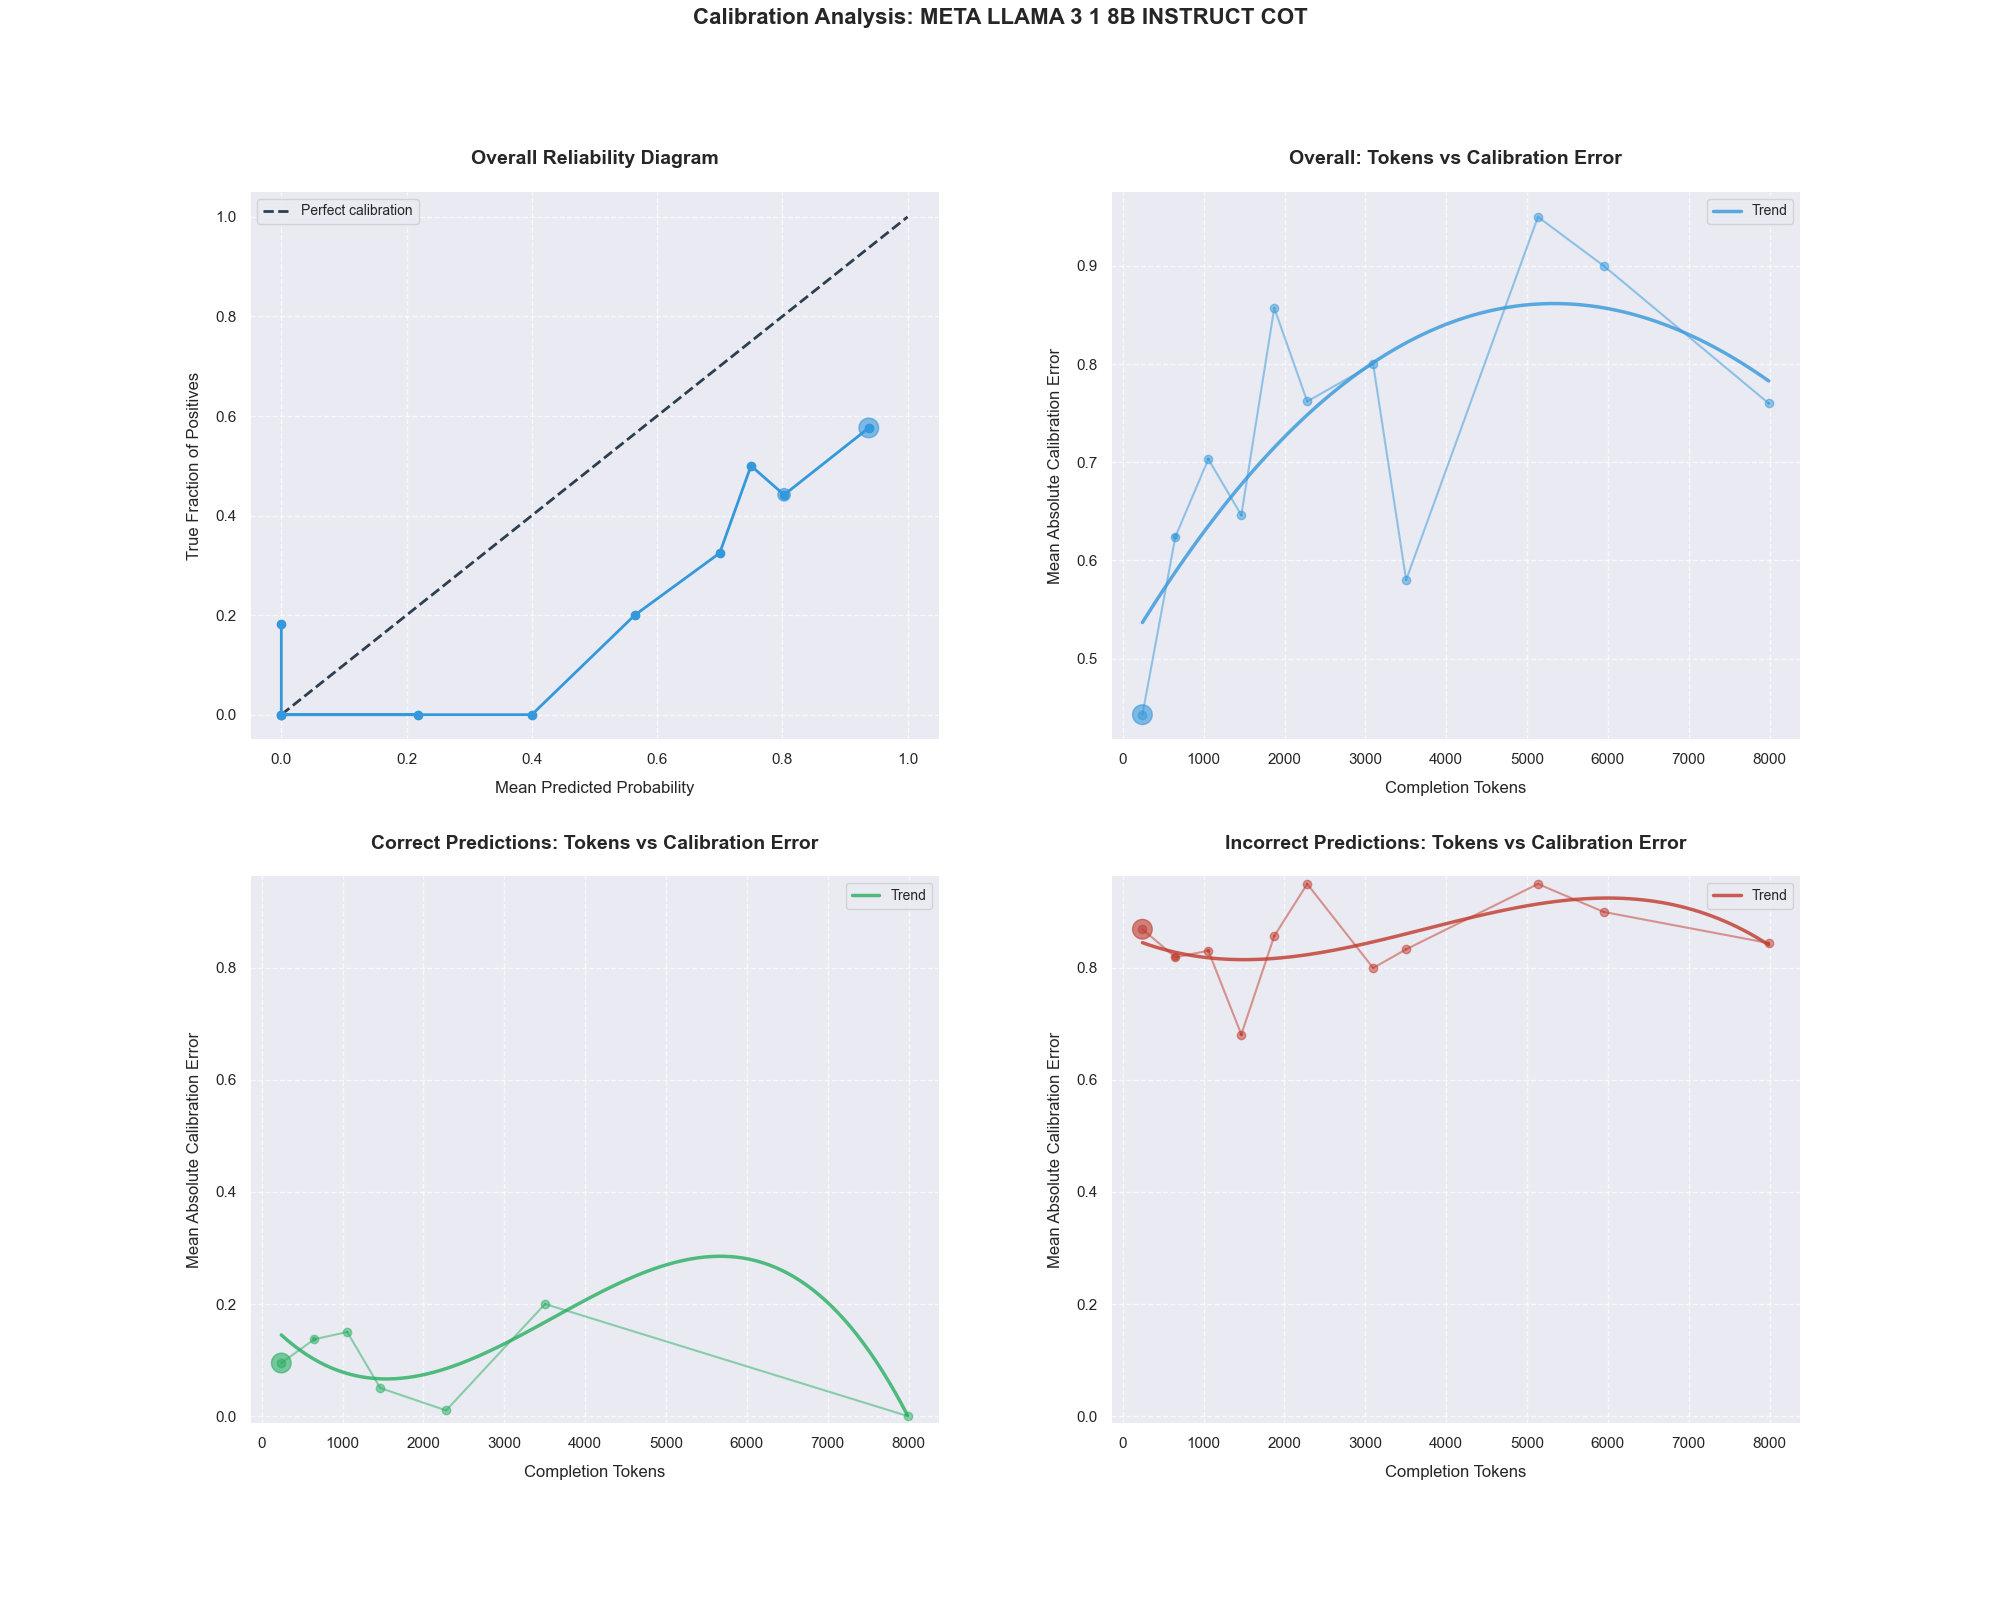 Calibration Analysis: META LLAMA 3 1 8B INSTRUCT COT
Overall Reliability Diagram
Perfect calibration
1.0
0.8
0.6
0.4
0.2
0.0
True Fraction of Positives
0.0 0.2 0.4 0.6 0.8 1.0
Mean Predicted Probability
Overall: Tokens vs Calibration Error
Trend
0.9
0.8
0.7
0.6
0.5
Mean Absolute Calibration Error
0 1000 2000 3000 4000 5000 6000 7000 8000
Completion Tokens
Correct Predictions: Tokens vs Calibration Error
Trend
0.8
0.6
0.4
0.2
0.0
Mean Absolute Calibration Error
0 1000 2000 3000 4000 5000 6000 7000 8000
Completion Tokens
Incorrect Predictions: Tokens vs Calibration Error
Trend
0.8
0.6
0.4
0.2
0.0
Mean Absolute Calibration Error
0 1000 2000 3000 4000 5000 6000 7000 8000
Completion Tokens